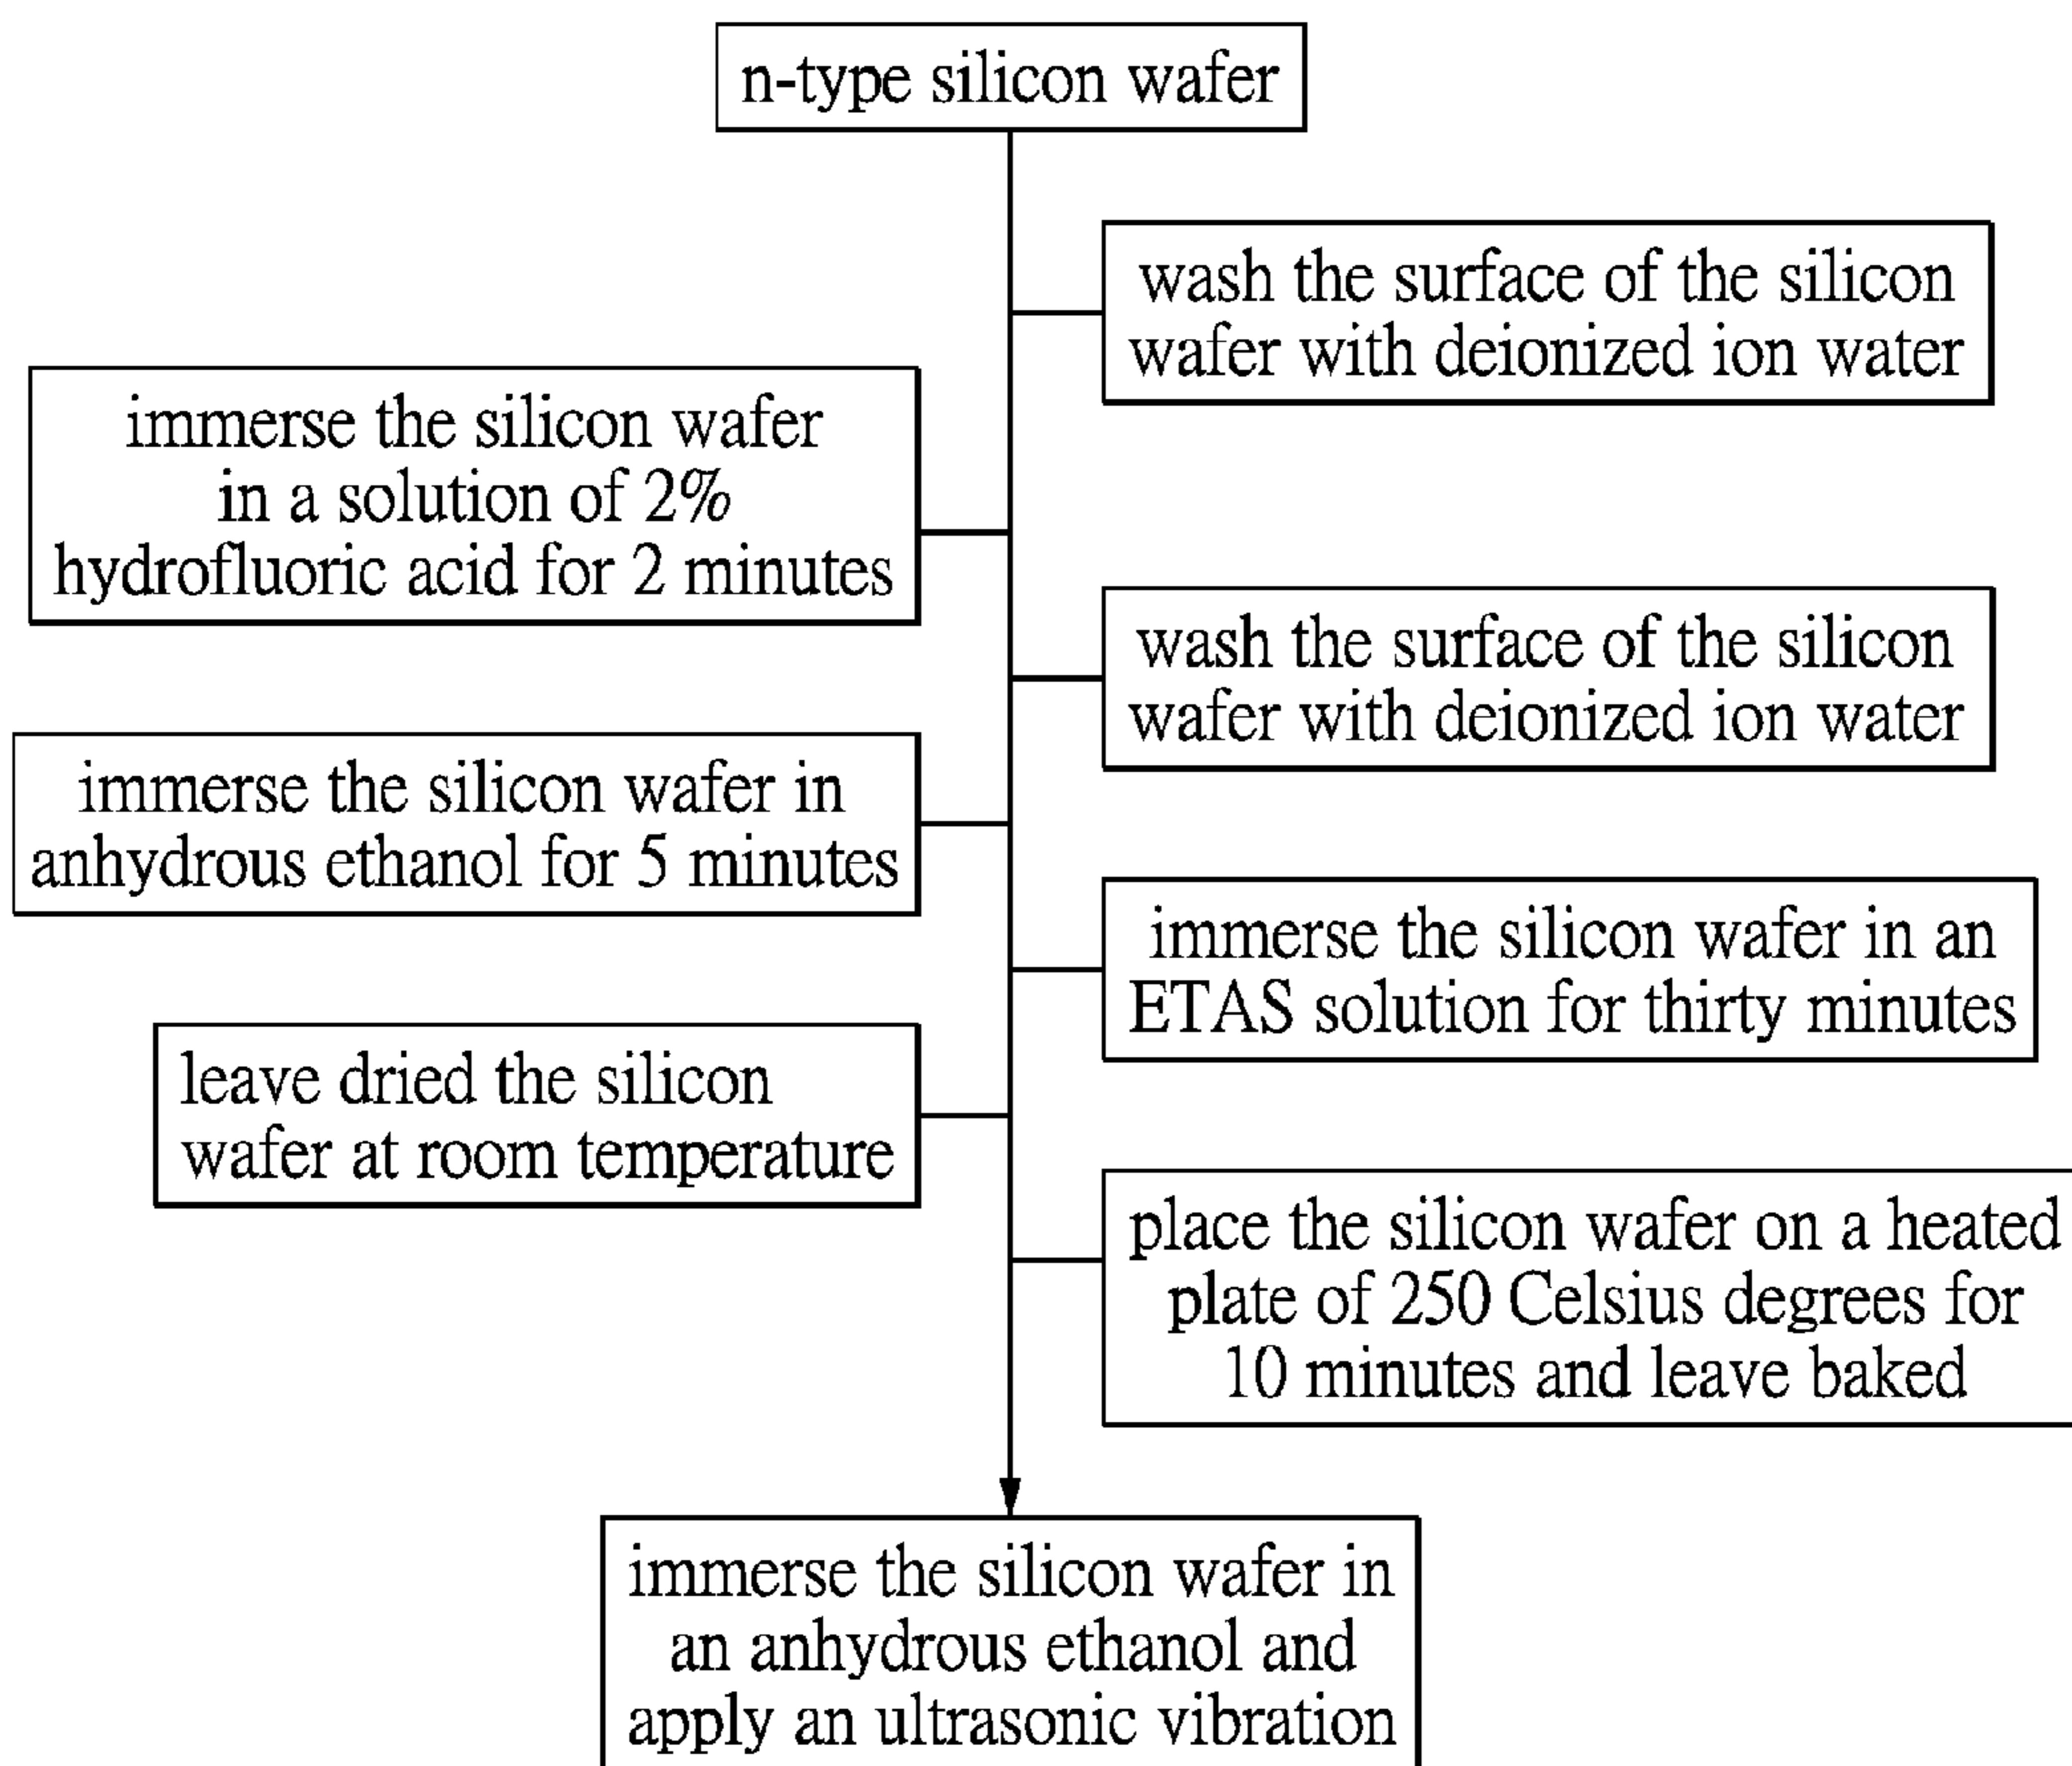 n-type silicon wafer
wash the surface of the silicon
wafer with deionized ion water
immerse the silicon wafer
in a solution of 2%
hydrofluoric acid for 2 minutes
wash the surface of the silicon
wafer with deionized ion water
immerse the silicon wafer in
anhydrous ethanol for 5 minutes
immerse the silicon wafer in an
ETAS solution for thirty minutes
leave dried the silicon
wafer at room temperature
place the silicon wafer on a heated
plate of 250 Celsius degrees for
10 minutes and leave baked
immerse the silicon wafer in
an anhydrous ethanol and
apply an ultrasonic vibration